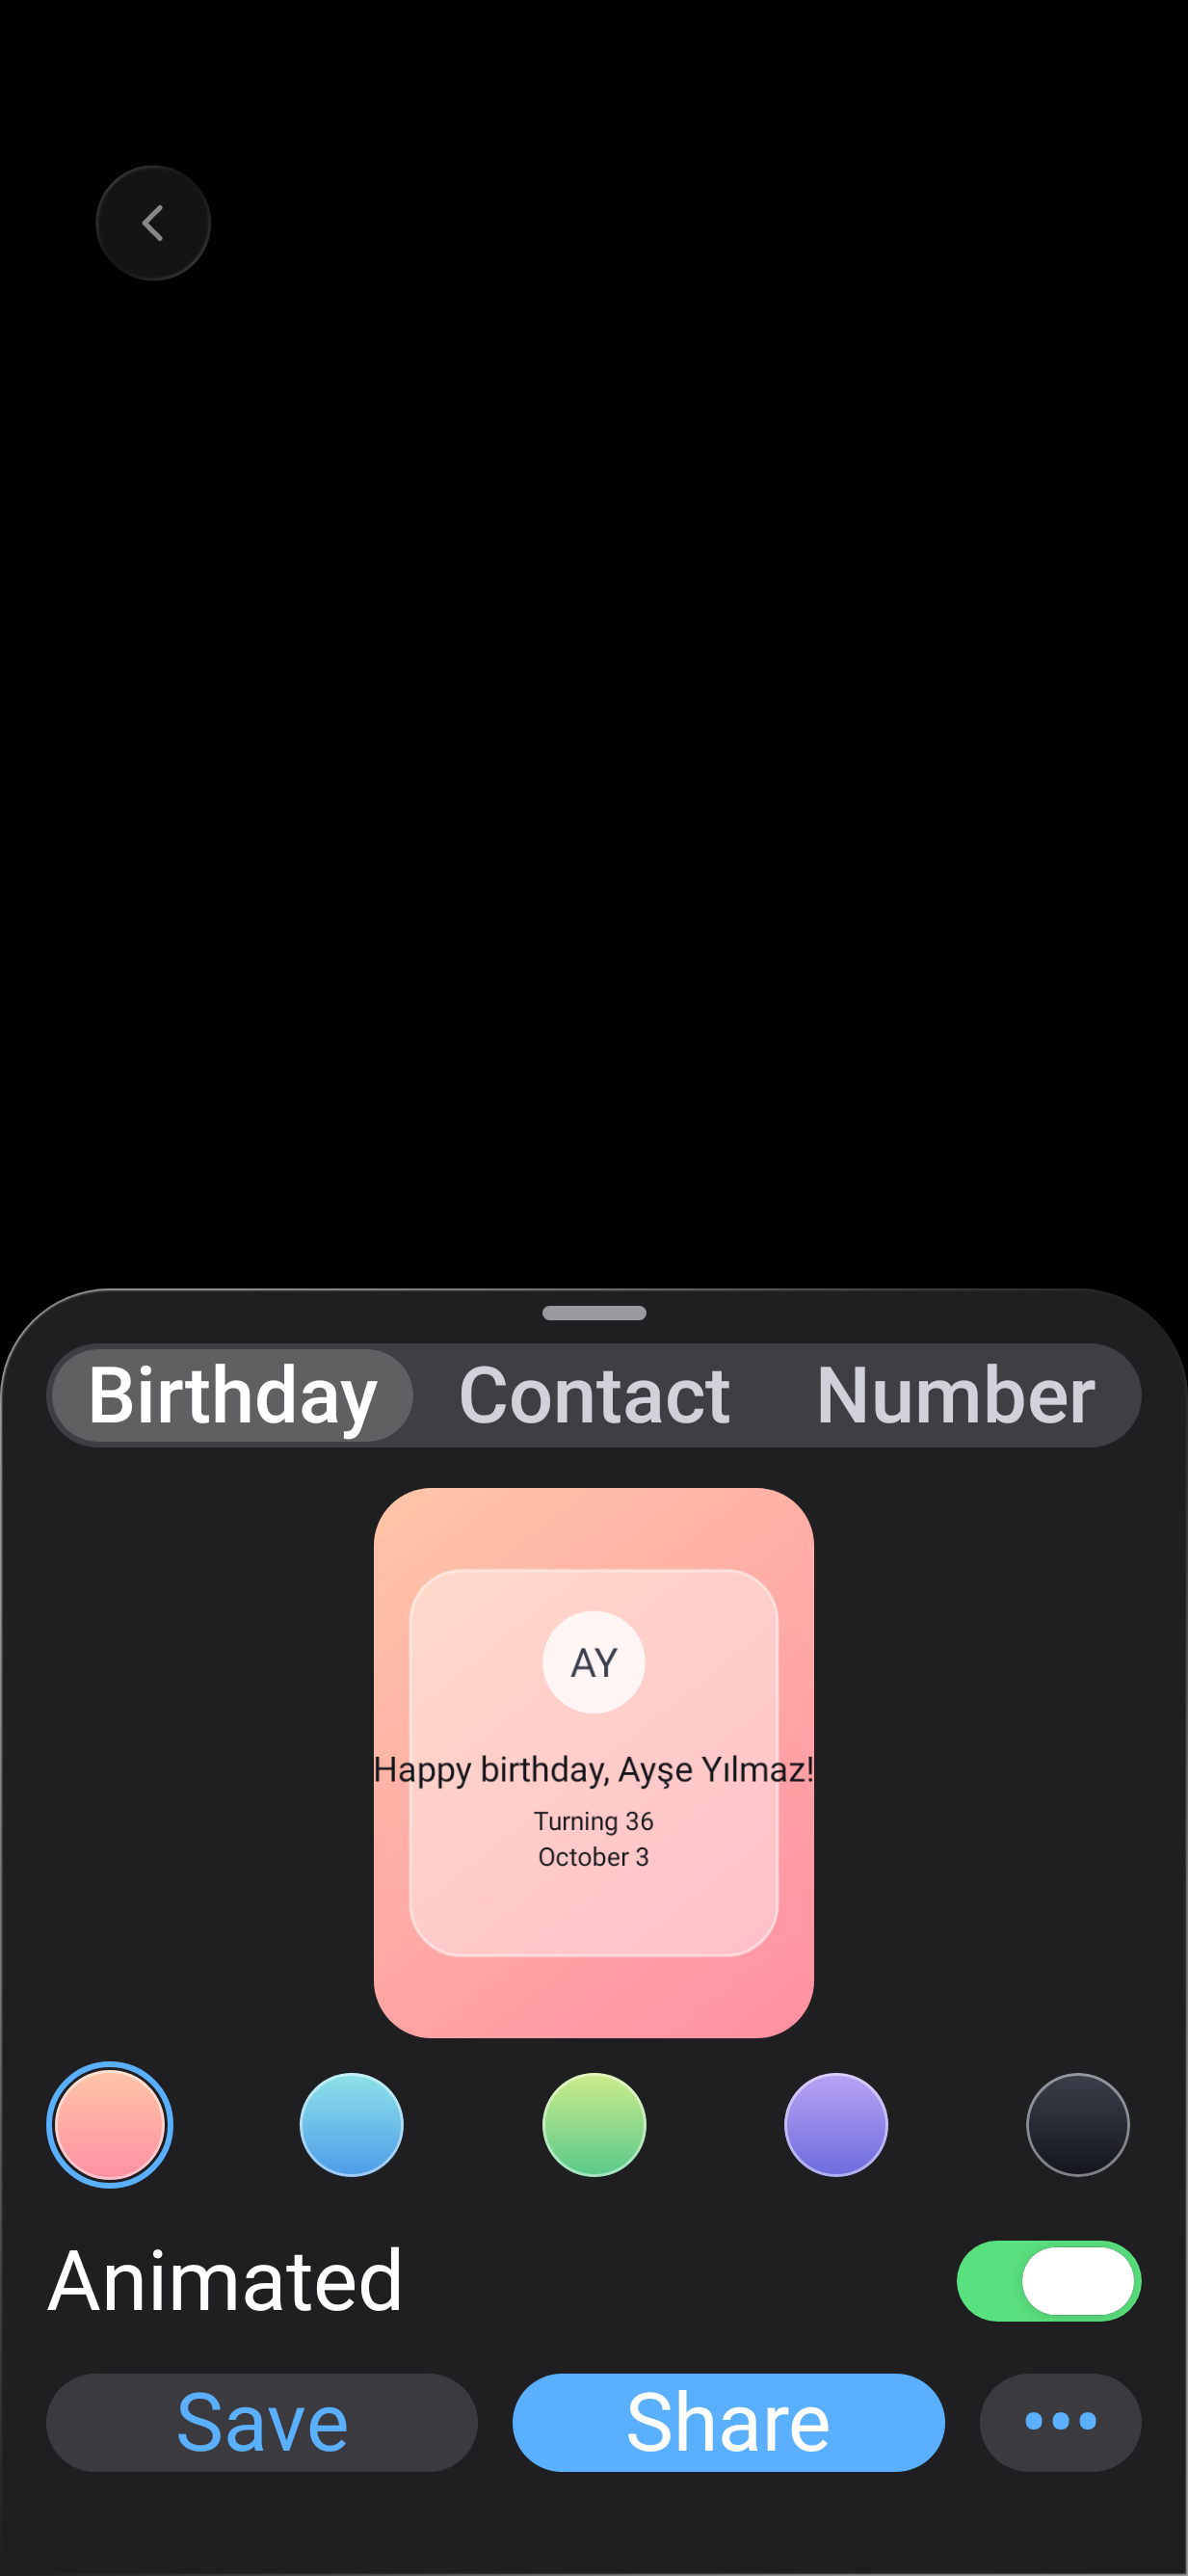 Birthday Contact Number
AY
Happy birthday, Ayşe Yılmaz!
Turning 36
October 3
Animated
Save Share